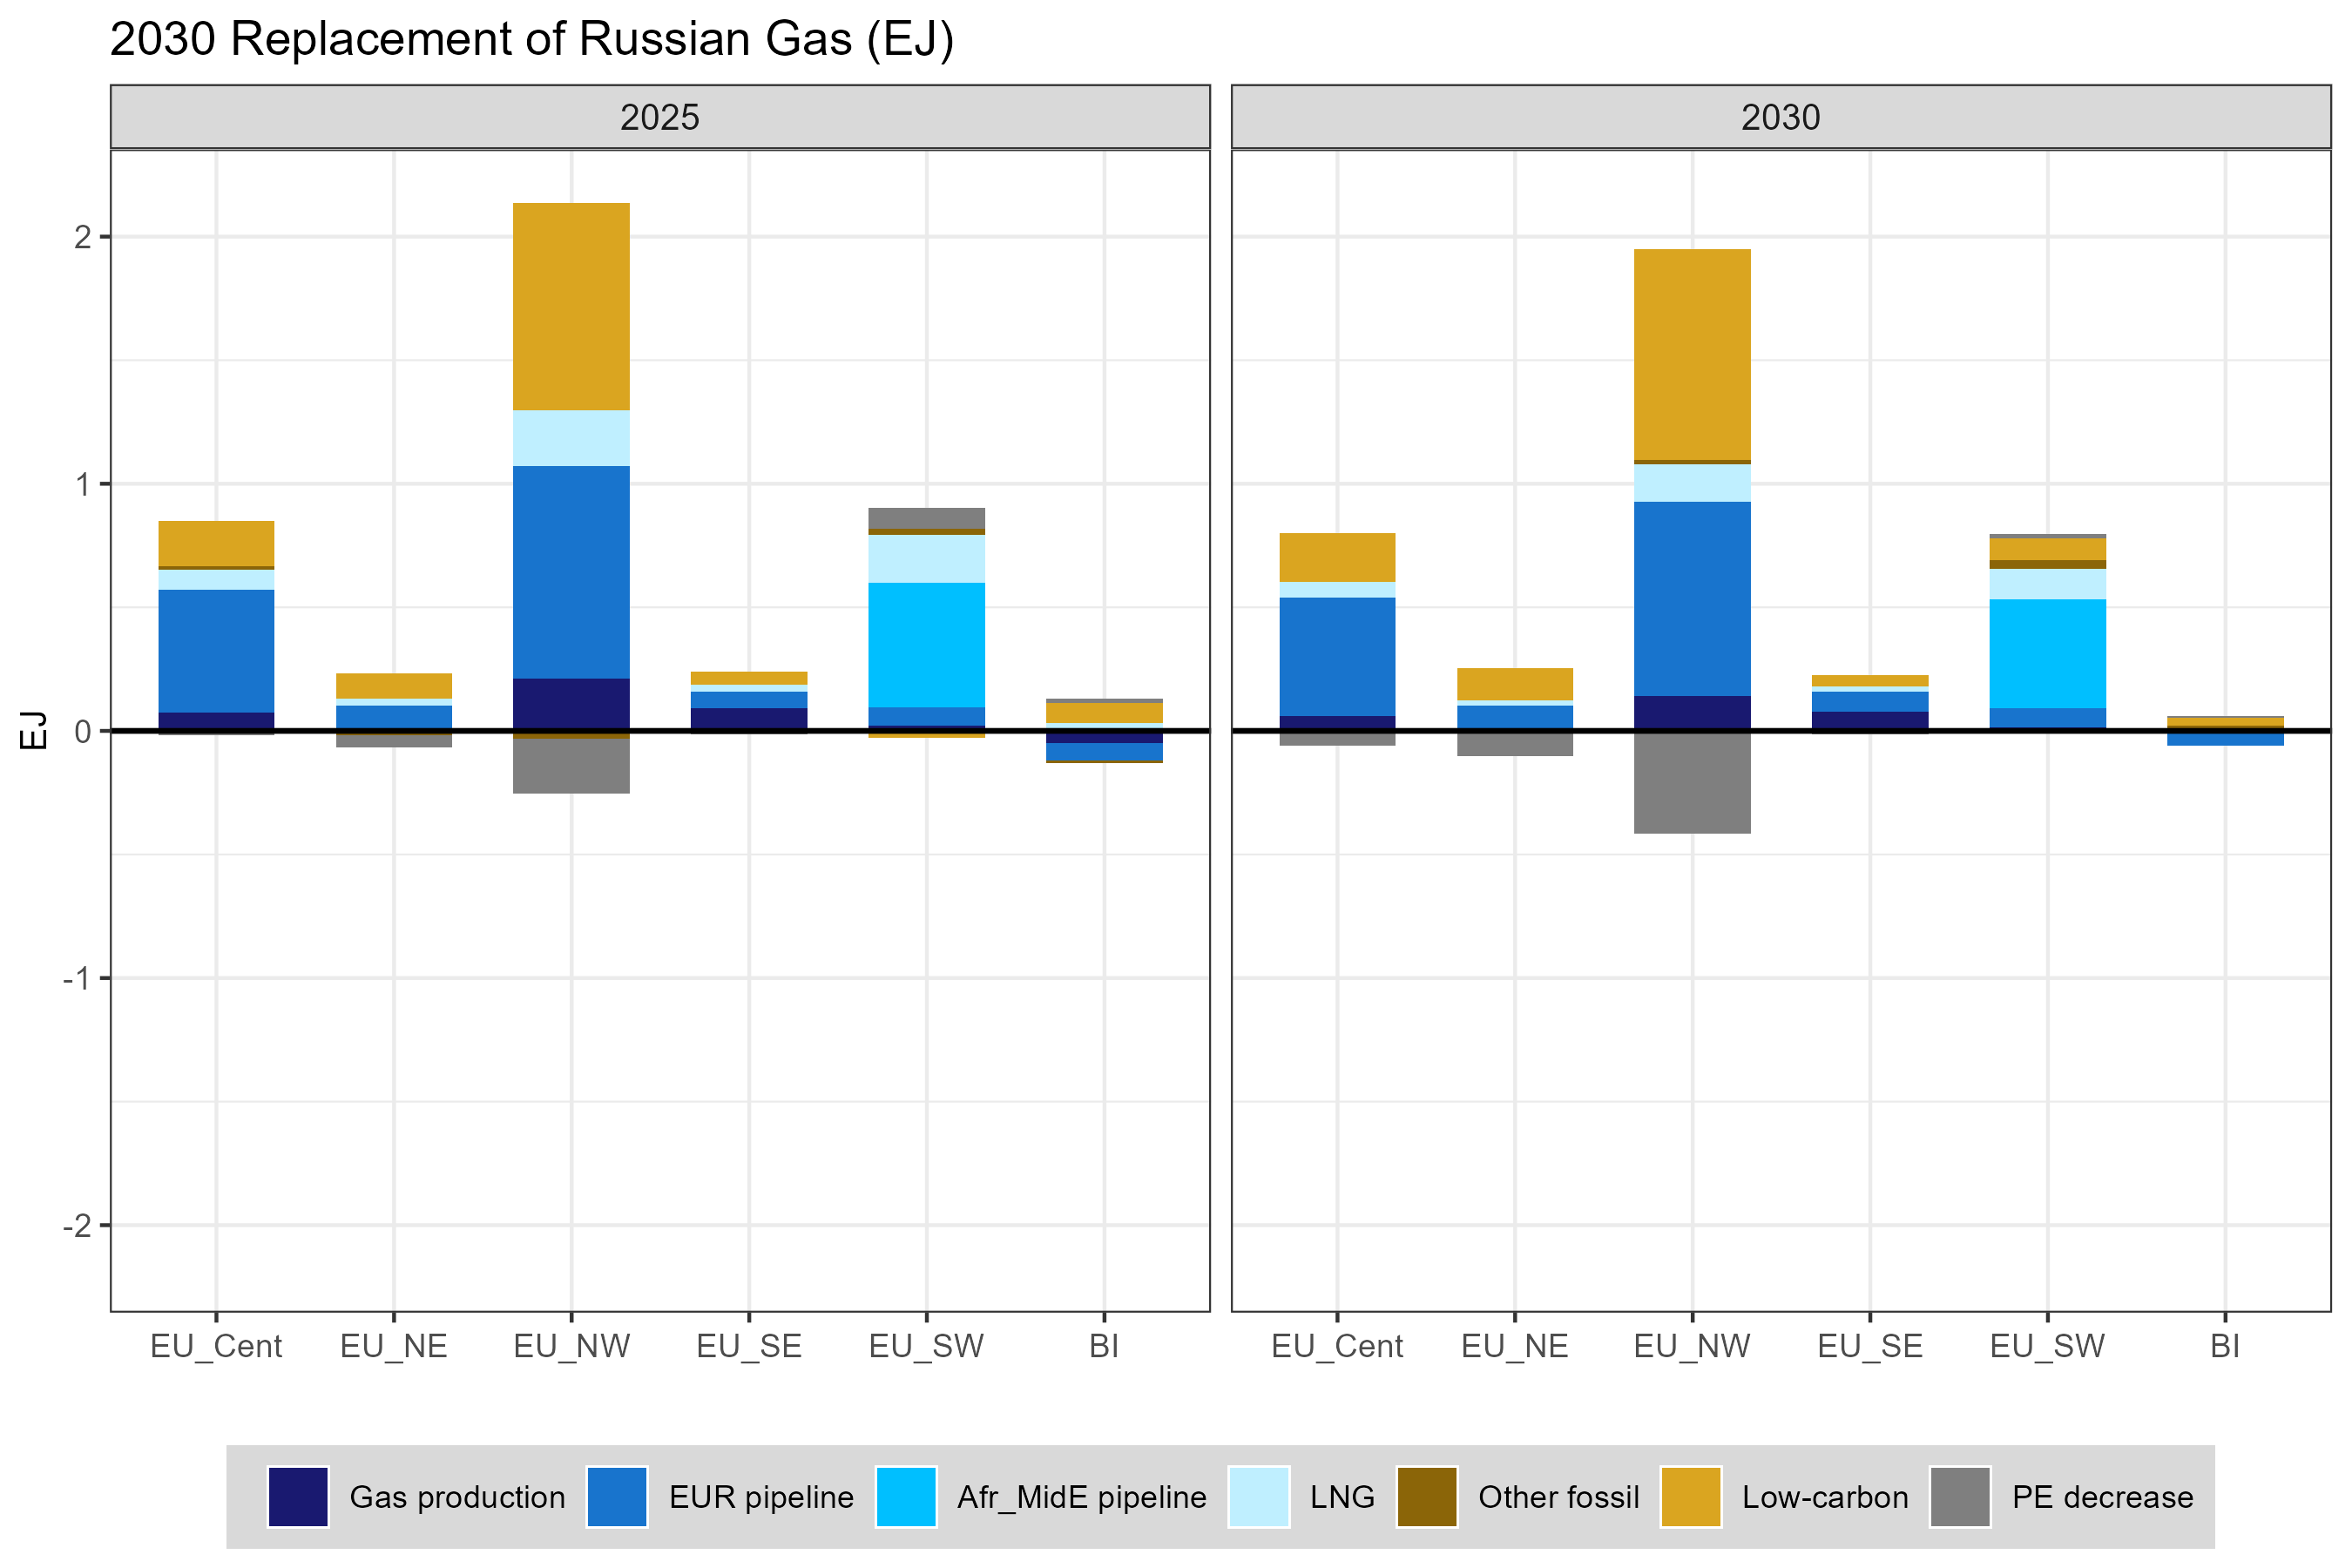 2030 Replacement of Russian Gas (EJ)
2025
2030
EJ
2
1
0
-1
-2
EU_Cent EU_NE EU_NW EU_SE EU_SW BI
EU_Cent EU_NE EU_NW EU_SE EU_SW BI
Gas production EUR pipeline Afr_MidE pipeline LNG Other fossil Low-carbon PE decrease